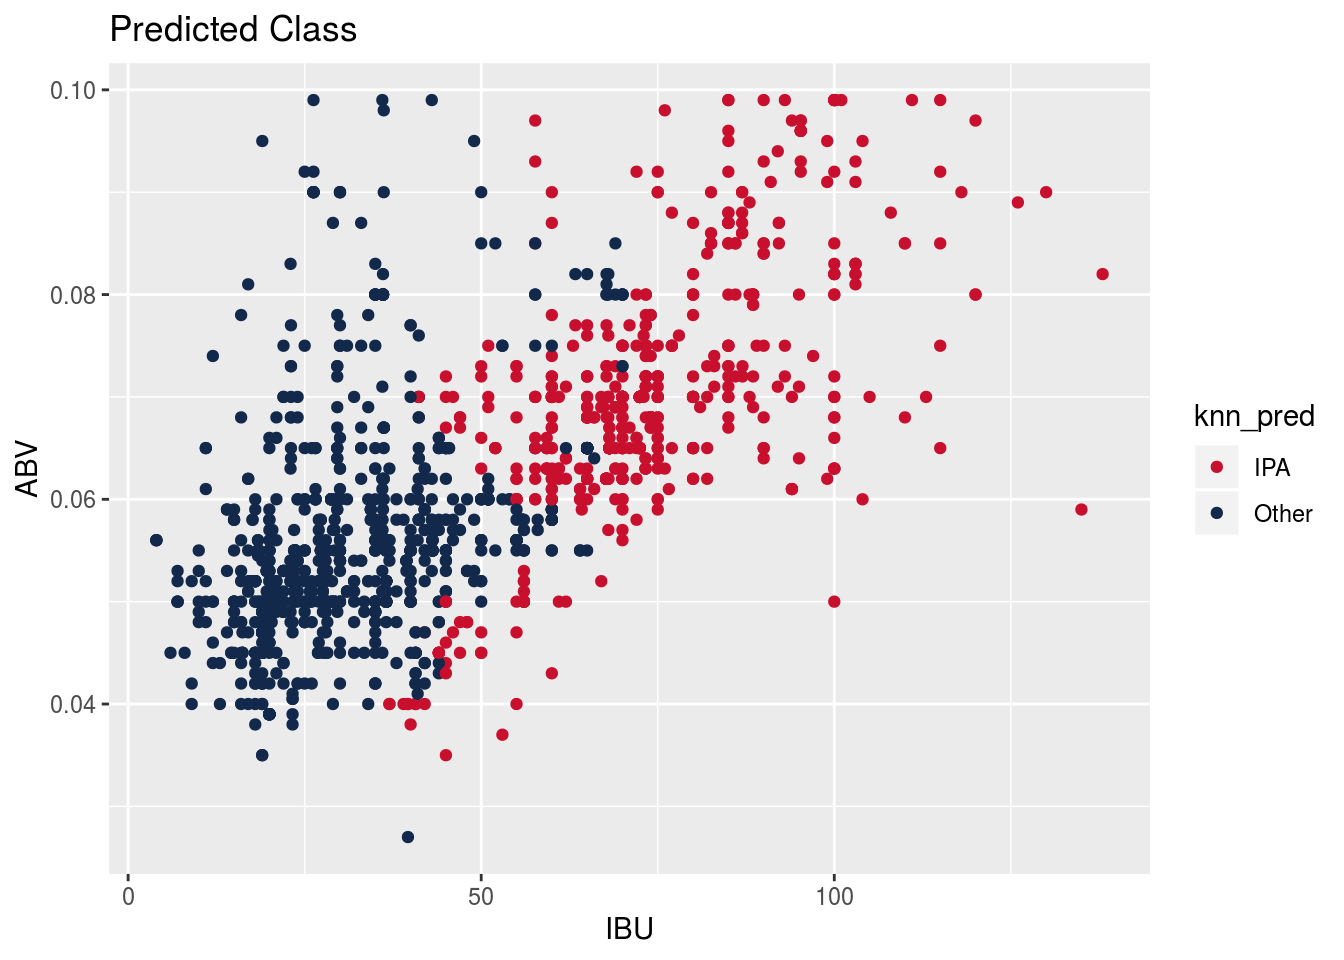 Predicted Class
0.10
0.08
0.06
0.04
ABV
0
50
100
IBU
knn_pred
IPA
Other